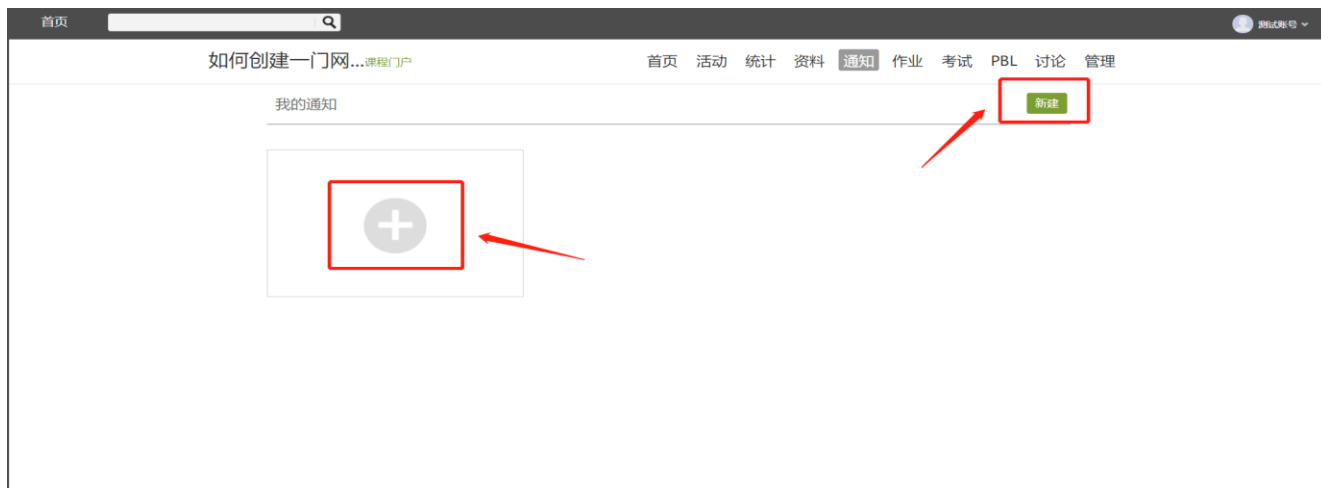 首页 测试账号
如何创建一门网...课程门户 首页 活动 统计 资料 通知 作业 考试 PBL 讨论 管理
我的通知 新建